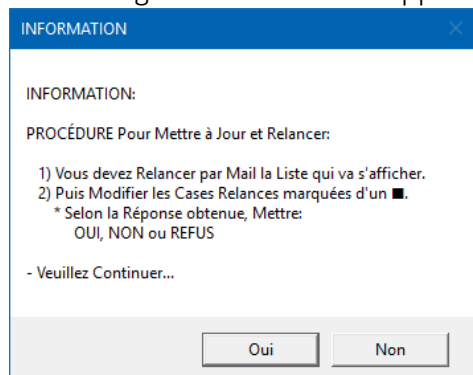 INFORMATION
INFORMATION:
PROCÉDURE Pour Mettre à Jour et Relancer:
1) Vous devez Relancer par Mail la Liste qui va s'afficher.
2) Puis Modifier les Cases Relances marquées d'un ■.
* Selon la Réponse obtenue, Mettre:
OUI, NON ou REFUS
- Veuillez Continuer...
Oui
Non